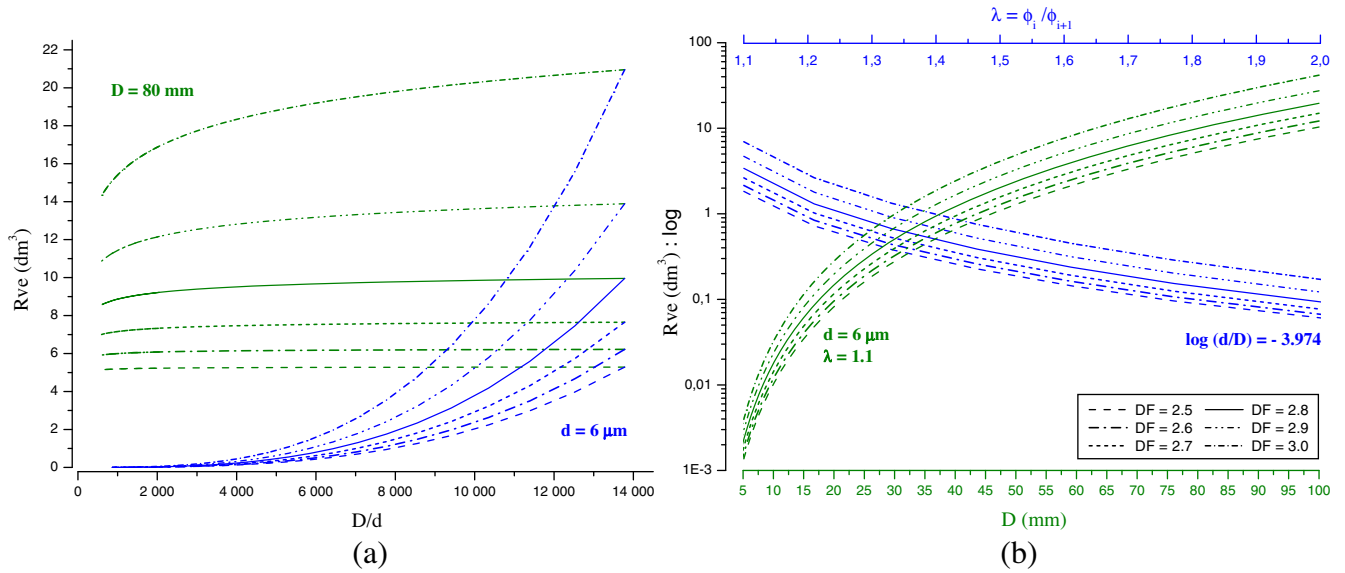 22
20
18
16
14
12
10
8
6
4
2
0
Rve (dm³)
D = 80 mm
d = 6 µm
0 2 000 4 000 6 000 8 000 10 000 12 000 14 000
D/d
(a)
λ = ϕi /ϕi+1
1,1 1,2 1,3 1,4 1,5 1,6 1,7 1,8 1,9 2,0
100
10
1
0,1
0,01
1E-3
Rve (dm³) : log
d = 6 µm
λ = 1.1
log (d/D) = - 3.974
DF = 2.5 DF = 2.8
DF = 2.6 DF = 2.9
DF = 2.7 DF = 3.0
5 10 15 20 25 30 35 40 45 50 55 60 65 70 75 80 85 90 95 100
D (mm)
(b)